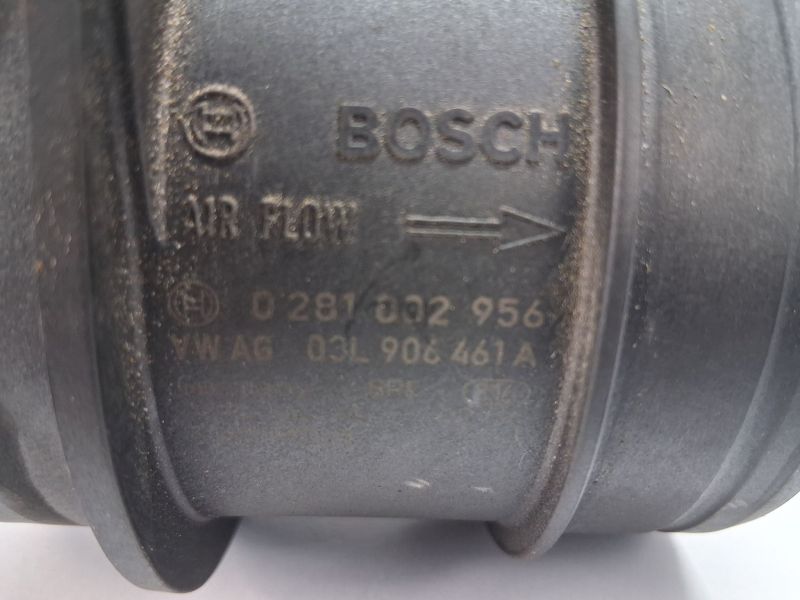 BOSCH
AIR FLOW
0 281 002 956
VW AG 03L 906 461 A